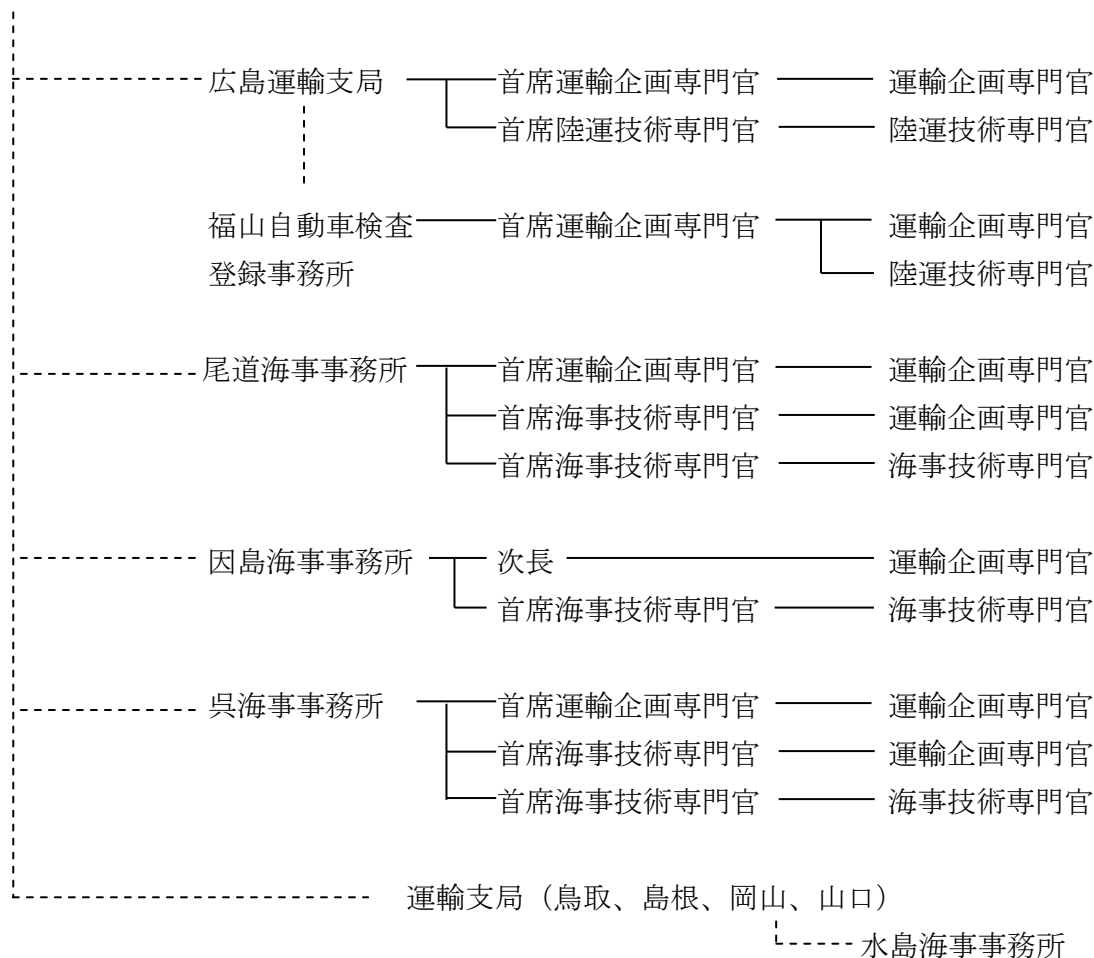 広島運輸支局 首席運輸企画専門官 運輸企画専門官
首席陸運技術専門官 陸運技術専門官
福山自動車検査 首席運輸企画専門官 運輸企画専門官
登録事務所 陸運技術専門官
尾道海事事務所 首席運輸企画専門官 運輸企画専門官
首席海事技術専門官 運輸企画専門官
首席海事技術専門官 海事技術専門官
因島海事事務所 次長 運輸企画専門官
首席海事技術専門官 海事技術専門官
呉海事事務所 首席運輸企画専門官 運輸企画専門官
首席海事技術専門官 運輸企画専門官
首席海事技術専門官 海事技術専門官
運輸支局(鳥取、島根、岡山、山口)
水島海事事務所